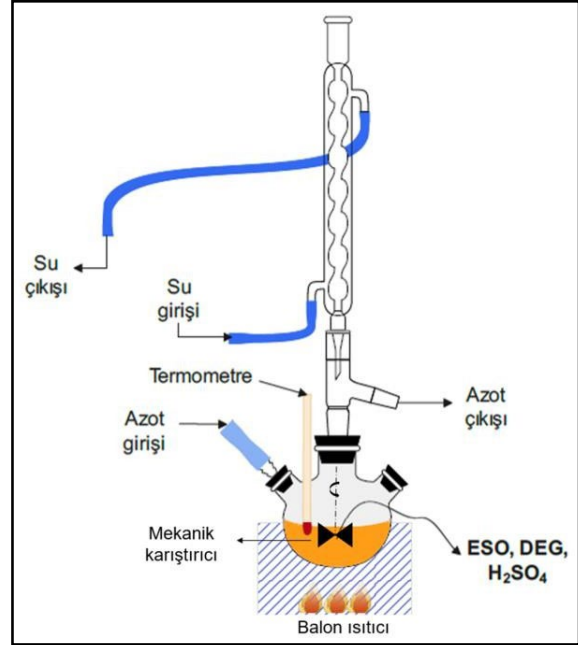 Su
çıkışı
Su
girişi
Termometre
Azot
girişi
Azot
çıkışı
Mekanik
karıştırıcı
ESO, DEG,
H₂SO₄
Balon ısıtıcı